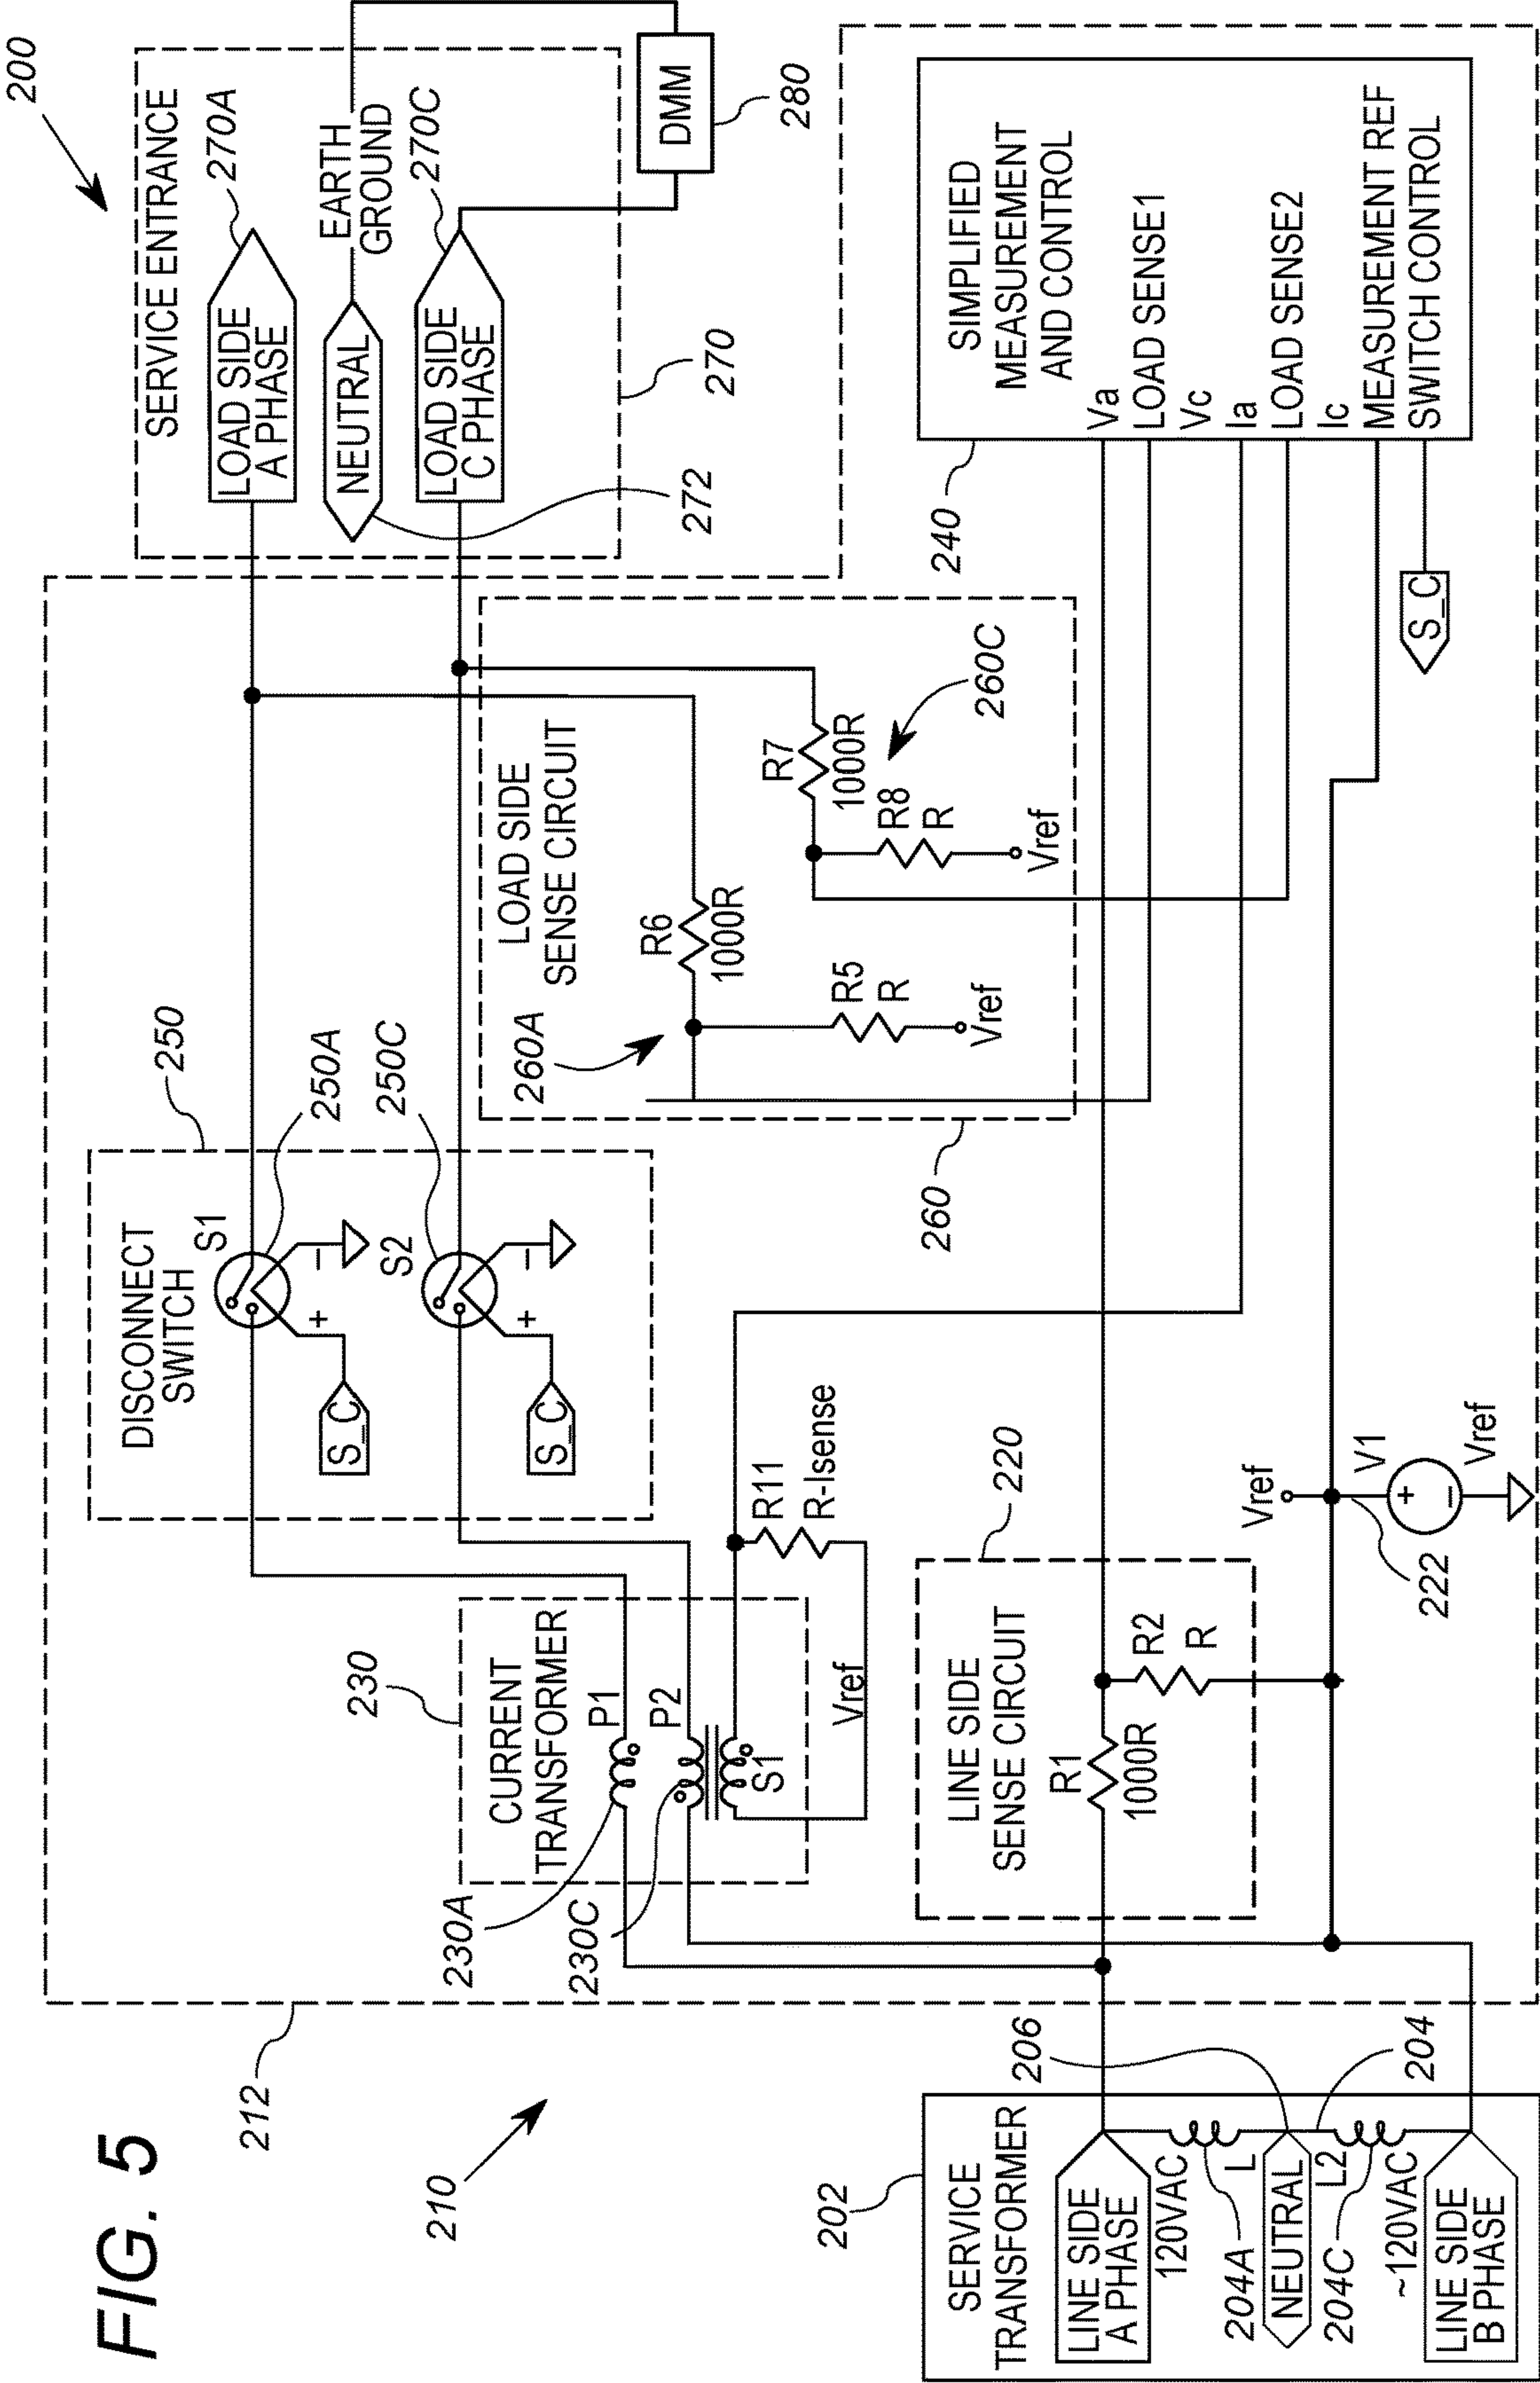 FIG. 5
200
210
212
SERVICE ENTRANCE
270A
LOAD SIDE
A PHASE
EARTH
GROUND
NEUTRAL
270C
LOAD SIDE
C PHASE
DMM
280
270
272
DISCONNECT
SWITCH
250
S1
250A
+
–
S_C
S2
250C
+
–
S_C
LOAD SIDE
SENSE CIRCUIT
260A
R6
1000R
R5
R
Vref
R7
1000R
R8
R
Vref
260C
260
CURRENT
TRANSFORMER
230
P1
P2
S1
230A
230C
R11
R-Isense
Vref
LINE SIDE
SENSE CIRCUIT
220
R1
1000R
R2
R
Vref
V1
+
–
Vref
222
SIMPLIFIED
MEASUREMENT
AND CONTROL
Va
LOAD SENSE1
Vc
Ia
LOAD SENSE2
Ic
MEASUREMENT REF
SWITCH CONTROL
240
S_C
SERVICE
TRANSFORMER
202
LINE SIDE
A PHASE
120VAC
L
204A
NEUTRAL
206
L2
204
204C
~120VAC
LINE SIDE
B PHASE